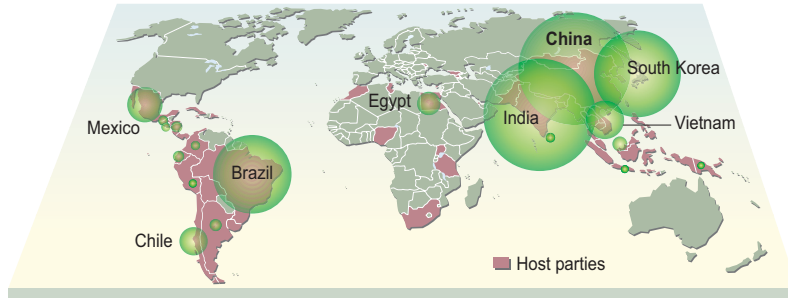 China
South Korea
Egypt
India
Mexico
Vietnam
Brazil
Chile
Host parties